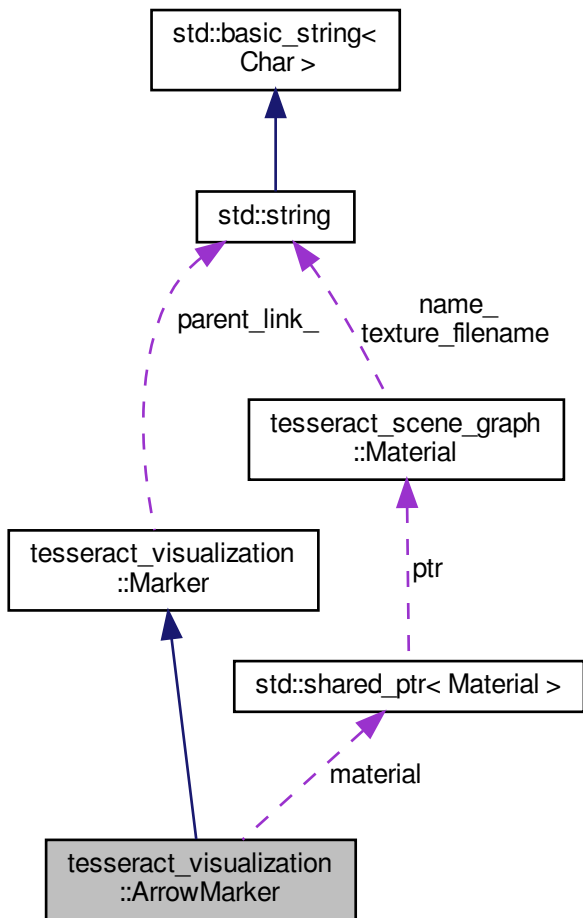 std::basic_string<
Char >
std::string
parent_link_
name_
texture_filename
tesseract_scene_graph
::Material
tesseract_visualization
::Marker
ptr
std::shared_ptr< Material >
material
tesseract_visualization
::ArrowMarker